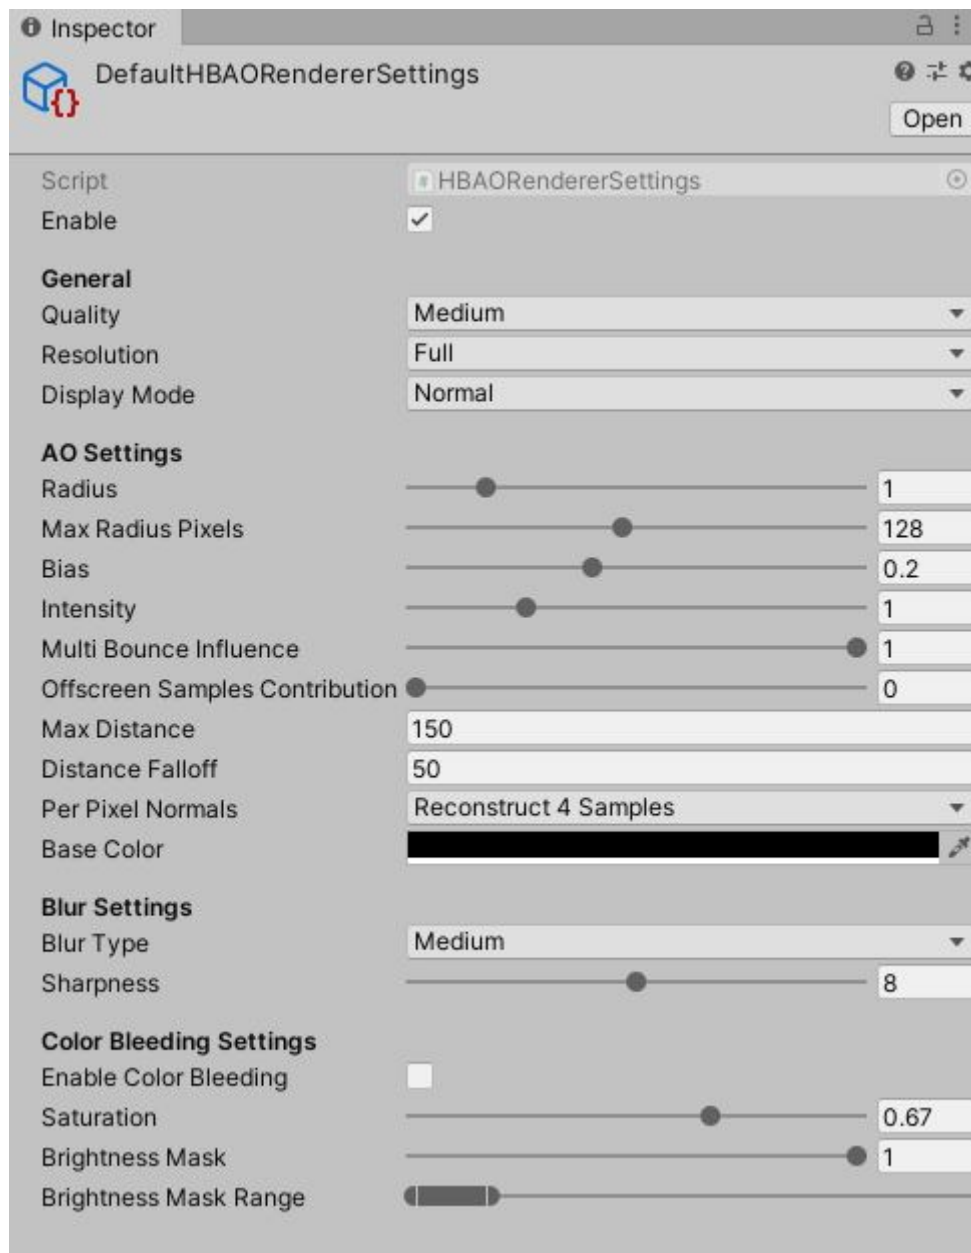 Inspector
DefaultHBAORendererSettings
Open
Script HBAORendererSettings
Enable
General
Quality Medium
Resolution Full
Display Mode Normal
AO Settings
Radius 1
Max Radius Pixels 128
Bias 0.2
Intensity 1
Multi Bounce Influence 1
Offscreen Samples Contribution 0
Max Distance 150
Distance Falloff 50
Per Pixel Normals Reconstruct 4 Samples
Base Color
Blur Settings
Blur Type Medium
Sharpness 8
Color Bleeding Settings
Enable Color Bleeding
Saturation 0.67
Brightness Mask 1
Brightness Mask Range